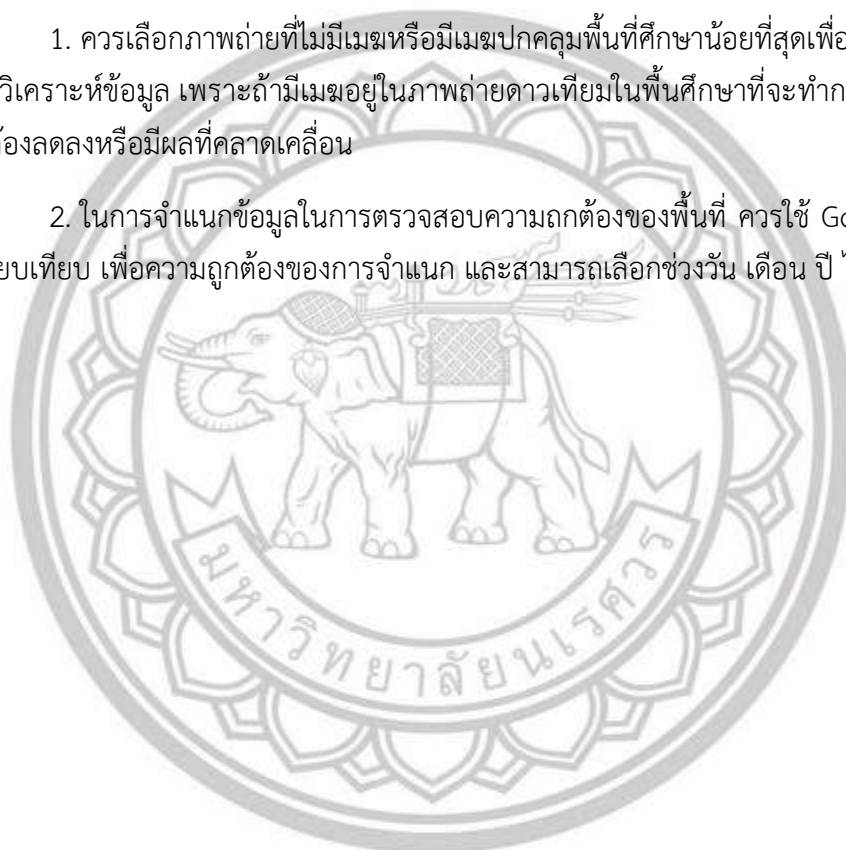 1. ควรเลือกภาพถ่ายที่ไม่มีเมฆหรือมีเมฆปกคลุมพื้นที่ศึกษาน้อยที่สุดเพื่อ
วิเคราะห์ข้อมูล เพราะถ้ามีเมฆอยู่ในภาพถ่ายดาวเทียมในพื้นศึกษาที่จะทำก
้องลดลงหรือมีผลที่คลาดเคลื่อน
2. ในการจำแนกข้อมูลในการตรวจสอบความถกต้องของพื้นที่ ควรใช้ Go
ยบเทียบ เพื่อความถูกต้องของการจำแนก และสามารถเลือกช่วงวัน เดือน ปี ไ
มหาวิทยาลัยนเรศวร